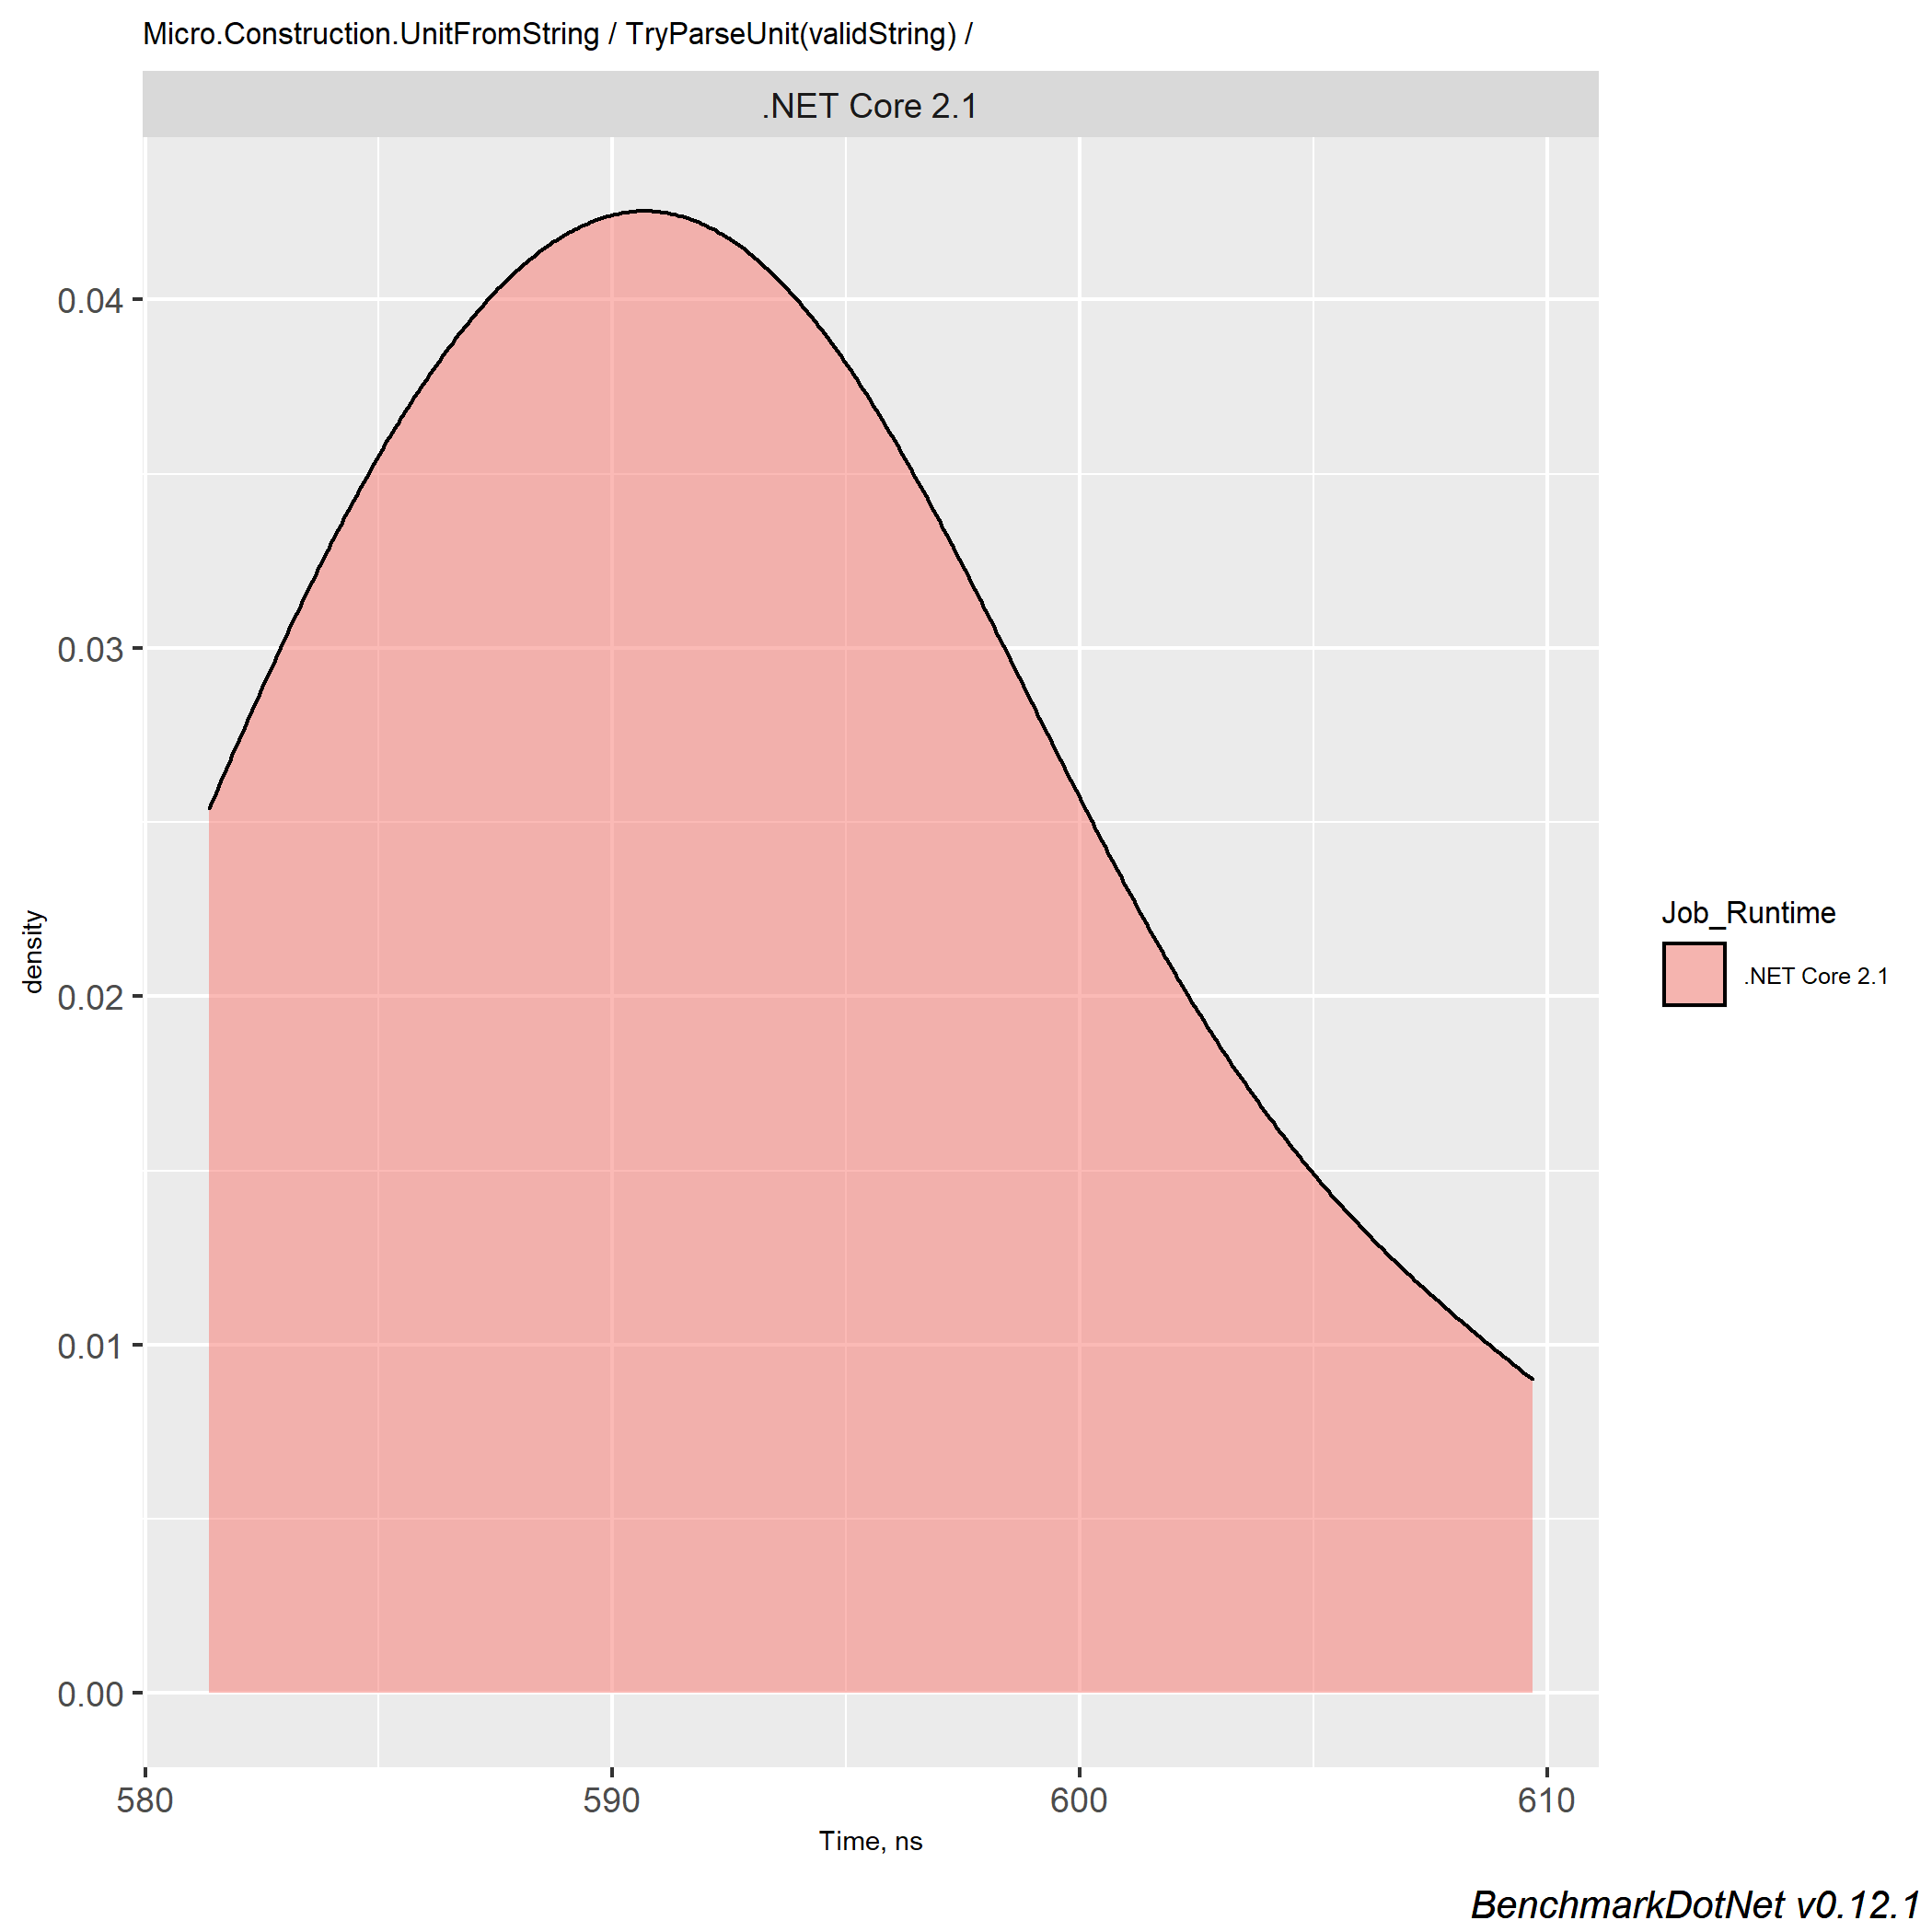 Micro.Construction.UnitFromString / TryParseUnit(validString) /
.NET Core 2.1
0.04
0.03
0.02
0.01
0.00
density
580 590 600 610
Time, ns
Job_Runtime
.NET Core 2.1
BenchmarkDotNet v0.12.1